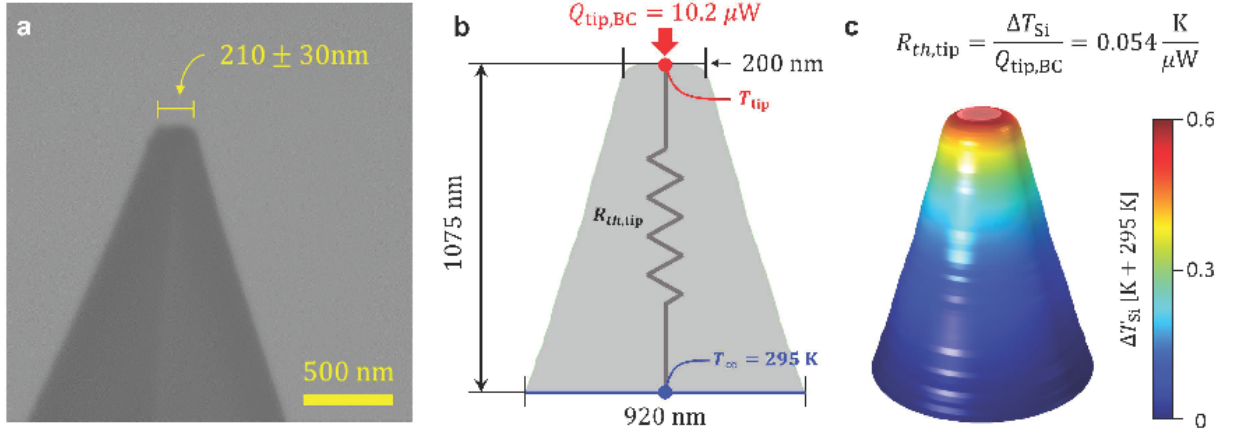 a
210 ± 30nm
500 nm
b
Q_tip,BC = 10.2 μW
200 nm
T_tip
1075 nm
R_th,tip
T_∞ = 295 K
920 nm
c
R_th,tip = ΔT_Si / Q_tip,BC = 0.054 K / μW
0.6
0.3
0
ΔT_Si [K + 295 K]